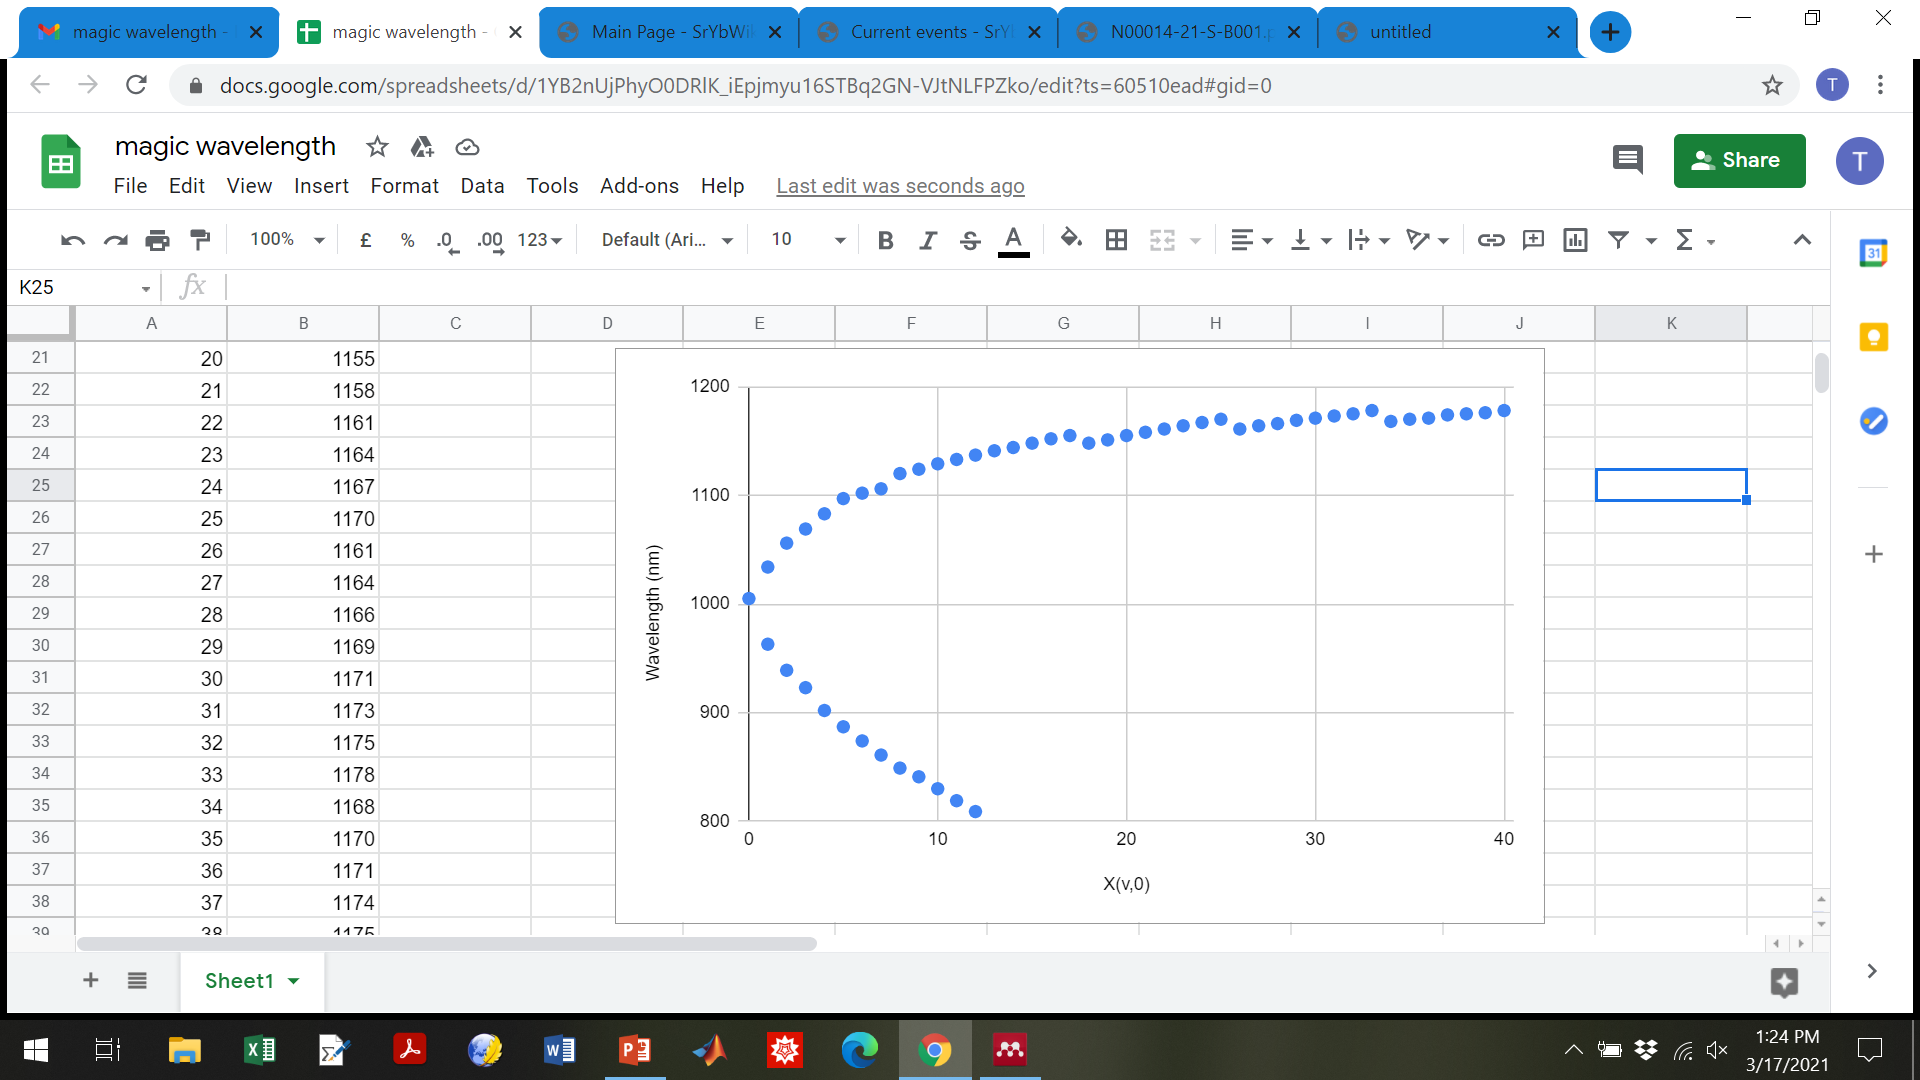 magic wavelength -
magic wavelength -
Main Page - SrYbWi
Current events - SrYi
N00014-21-S-B001.p
untitled
docs.google.com/spreadsheets/d/1YB2nUjPhyO0DRlK_iEpjmyu16STBq2GN-VJtNLFPZko/edit?ts=60510ead#gid=0
T
magic wavelength
Share
T
File Edit View Insert Format Data Tools Add-ons Help Last edit was seconds ago
100% £ % .0 .00 123 Default (Ari... 10 B I S A Σ
31
K25 fx
A B C D E F G H I J K
21 20 1155
22 21 1158
23 22 1161
24 23 1164
25 24 1167
26 25 1170
27 26 1161
28 27 1164
29 28 1166
30 29 1169
31 30 1171
32 31 1173
33 32 1175
34 33 1178
35 34 1168
36 35 1170
37 36 1171
38 37 1174
39 38 1175
1200
1100
1000
900
800
Wavelength (nm)
0 10 20 30 40
X(v,0)
Sheet1
1:24 PM
3/17/2021